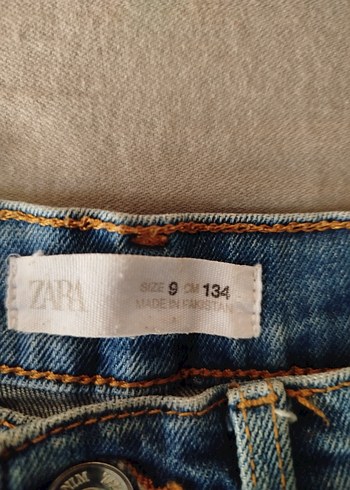 ZARA
SIZE 9 CM 134
MADE IN PAKISTAN